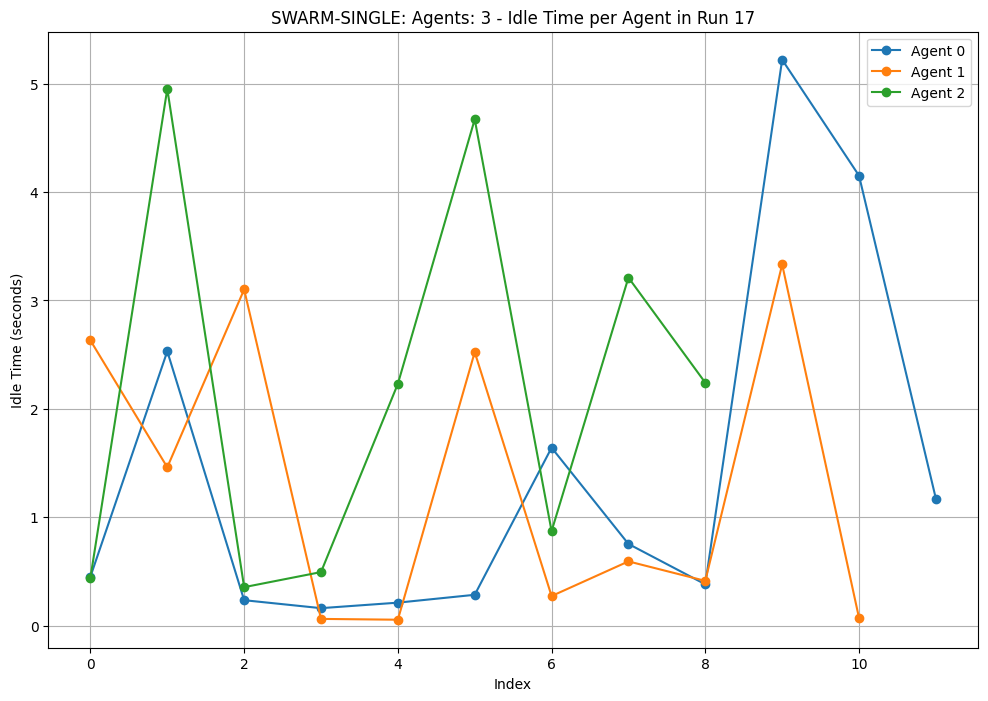 SWARM-SINGLE: Agents: 3 - Idle Time per Agent in Run 17
Agent 0
Agent 1
Agent 2
Idle Time (seconds)
5
4
3
2
1
0
0 2 4 6 8 10
Index